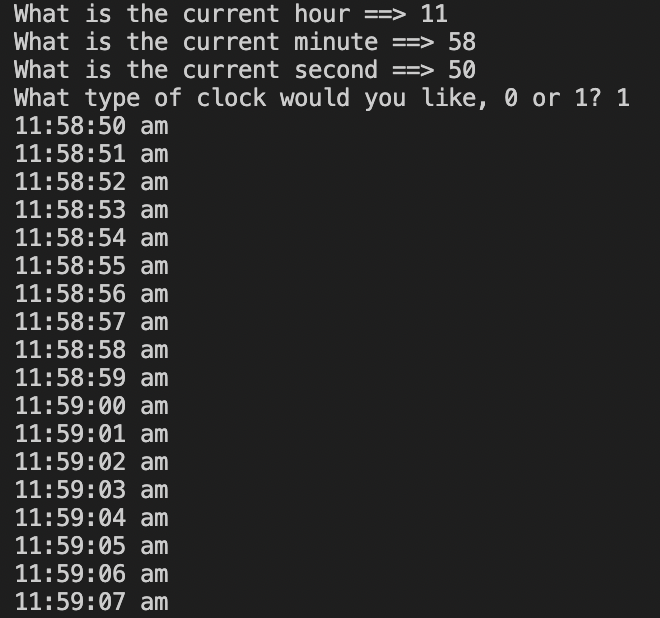 What is the current hour ==> 11
What is the current minute ==> 58
What is the current second ==> 50
What type of clock would you like, 0 or 1? 1
11:58:50 am
11:58:51 am
11:58:52 am
11:58:53 am
11:58:54 am
11:58:55 am
11:58:56 am
11:58:57 am
11:58:58 am
11:58:59 am
11:59:00 am
11:59:01 am
11:59:02 am
11:59:03 am
11:59:04 am
11:59:05 am
11:59:06 am
11:59:07 am